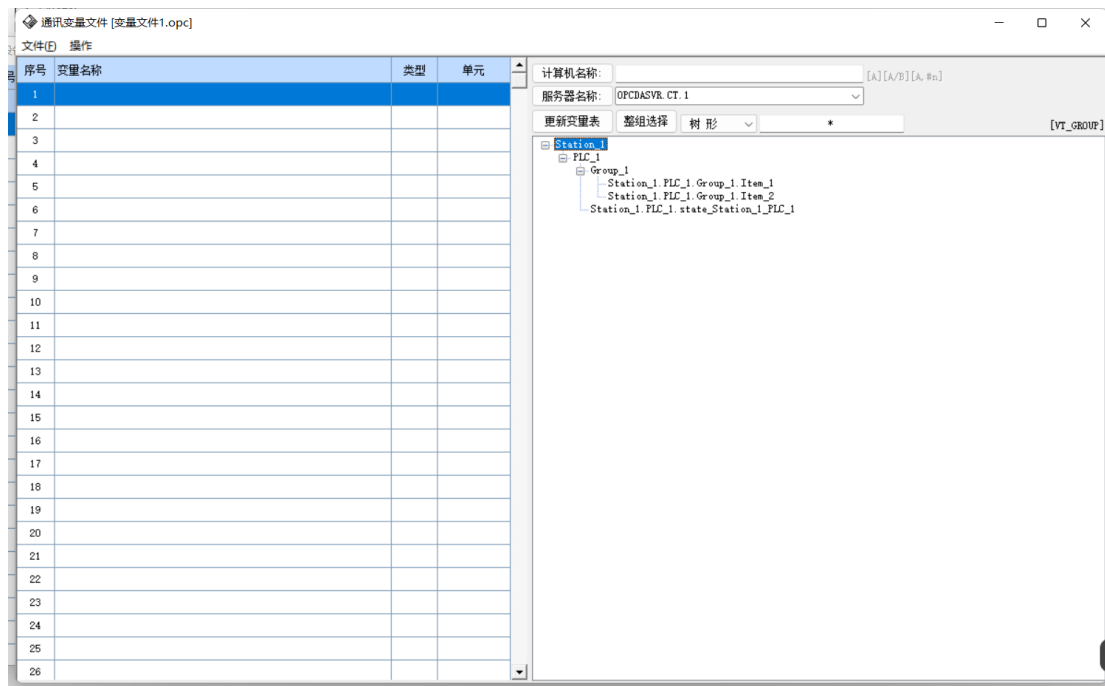 通讯变量文件 [变量文件1.opc]
文件(F) 操作
序号 变量名称 类型 单元
1
2
3
4
5
6
7
8
9
10
11
12
13
14
15
16
17
18
19
20
21
22
23
24
25
26
计算机名称: [A][A/B][A,#n]
服务器名称: OPCDASVR.CT.1
更新变量表 整组选择 树 形 * [VT_GROUP]
Station_1
PLC_1
Group_1
Station_1.PLC_1.Group_1.Item_1
Station_1.PLC_1.Group_1.Item_2
Station_1.PLC_1.state_Station_1_PLC_1